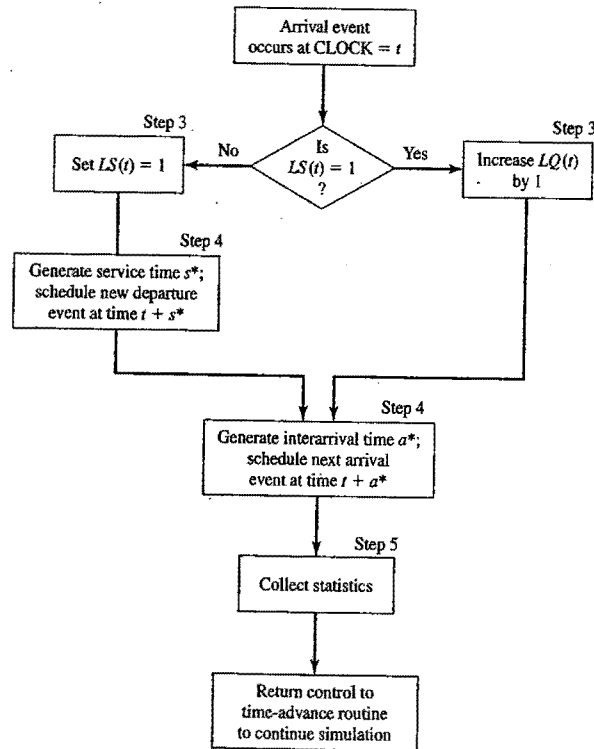 Arrival event
occurs at CLOCK = t
Step 3
Set LS(t) = 1
No
Is
LS(t) = 1
?
Yes
Step 3
Increase LQ(t)
by 1
Step 4
Generate service time s*;
schedule new departure
event at time t + s*
Step 4
Generate interarrival time a*;
schedule next arrival
event at time t + a*
Step 5
Collect statistics
Return control to
time-advance routine
to continue simulation